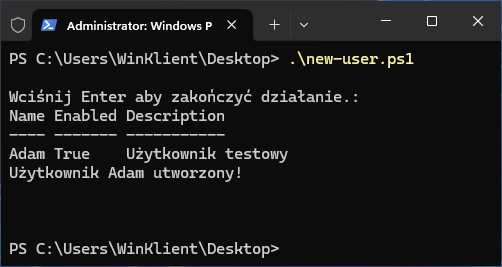 Administrator: Windows P
PS C:\Users\WinKlient\Desktop> .\new-user.ps1
Wciśnij Enter aby zakończyć działanie.:
Name Enabled Description
---- ------- -----------
Adam True    Użytkownik testowy
Użytkownik Adam utworzony!
PS C:\Users\WinKlient\Desktop>